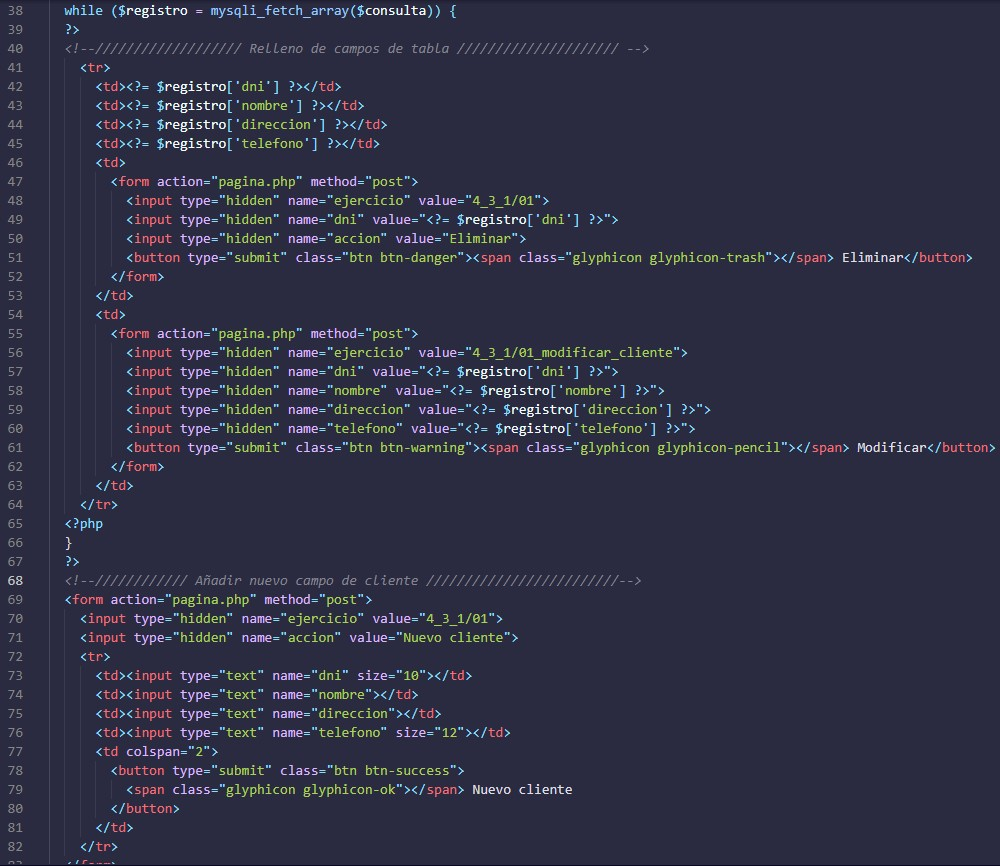 38 while ($registro = mysqli_fetch_array($consulta)) {
39 ?>
40 <!--/////////////////// Relleno de campos de tabla ///////////////////// -->
41 <tr>
42 <td><?= $registro['dni'] ?></td>
43 <td><?= $registro['nombre'] ?></td>
44 <td><?= $registro['direccion'] ?></td>
45 <td><?= $registro['telefono'] ?></td>
46 <td>
47 <form action="pagina.php" method="post">
48 <input type="hidden" name="ejercicio" value="4_3_1/01">
49 <input type="hidden" name="dni" value="<?= $registro['dni'] ?>">
50 <input type="hidden" name="accion" value="Eliminar">
51 <button type="submit" class="btn btn-danger"><span class="glyphicon glyphicon-trash"></span> Eliminar</button>
52 </form>
53 </td>
54 <td>
55 <form action="pagina.php" method="post">
56 <input type="hidden" name="ejercicio" value="4_3_1/01_modificar_cliente">
57 <input type="hidden" name="dni" value="<?= $registro['dni'] ?>">
58 <input type="hidden" name="nombre" value="<?= $registro['nombre'] ?>">
59 <input type="hidden" name="direccion" value="<?= $registro['direccion'] ?>">
60 <input type="hidden" name="telefono" value="<?= $registro['telefono'] ?>">
61 <button type="submit" class="btn btn-warning"><span class="glyphicon glyphicon-pencil"></span> Modificar</button>
62 </form>
63 </td>
64 </tr>
65 <?php
66 }
67 ?>
68 <!--//////////// Añadir nuevo campo de cliente /////////////////////////-->
69 <form action="pagina.php" method="post">
70 <input type="hidden" name="ejercicio" value="4_3_1/01">
71 <input type="hidden" name="accion" value="Nuevo cliente">
72 <tr>
73 <td><input type="text" name="dni" size="10"></td>
74 <td><input type="text" name="nombre"></td>
75 <td><input type="text" name="direccion"></td>
76 <td><input type="text" name="telefono" size="12"></td>
77 <td colspan="2">
78 <button type="submit" class="btn btn-success">
79 <span class="glyphicon glyphicon-ok"></span> Nuevo cliente
80 </button>
81 </td>
82 </tr>
83 </form>